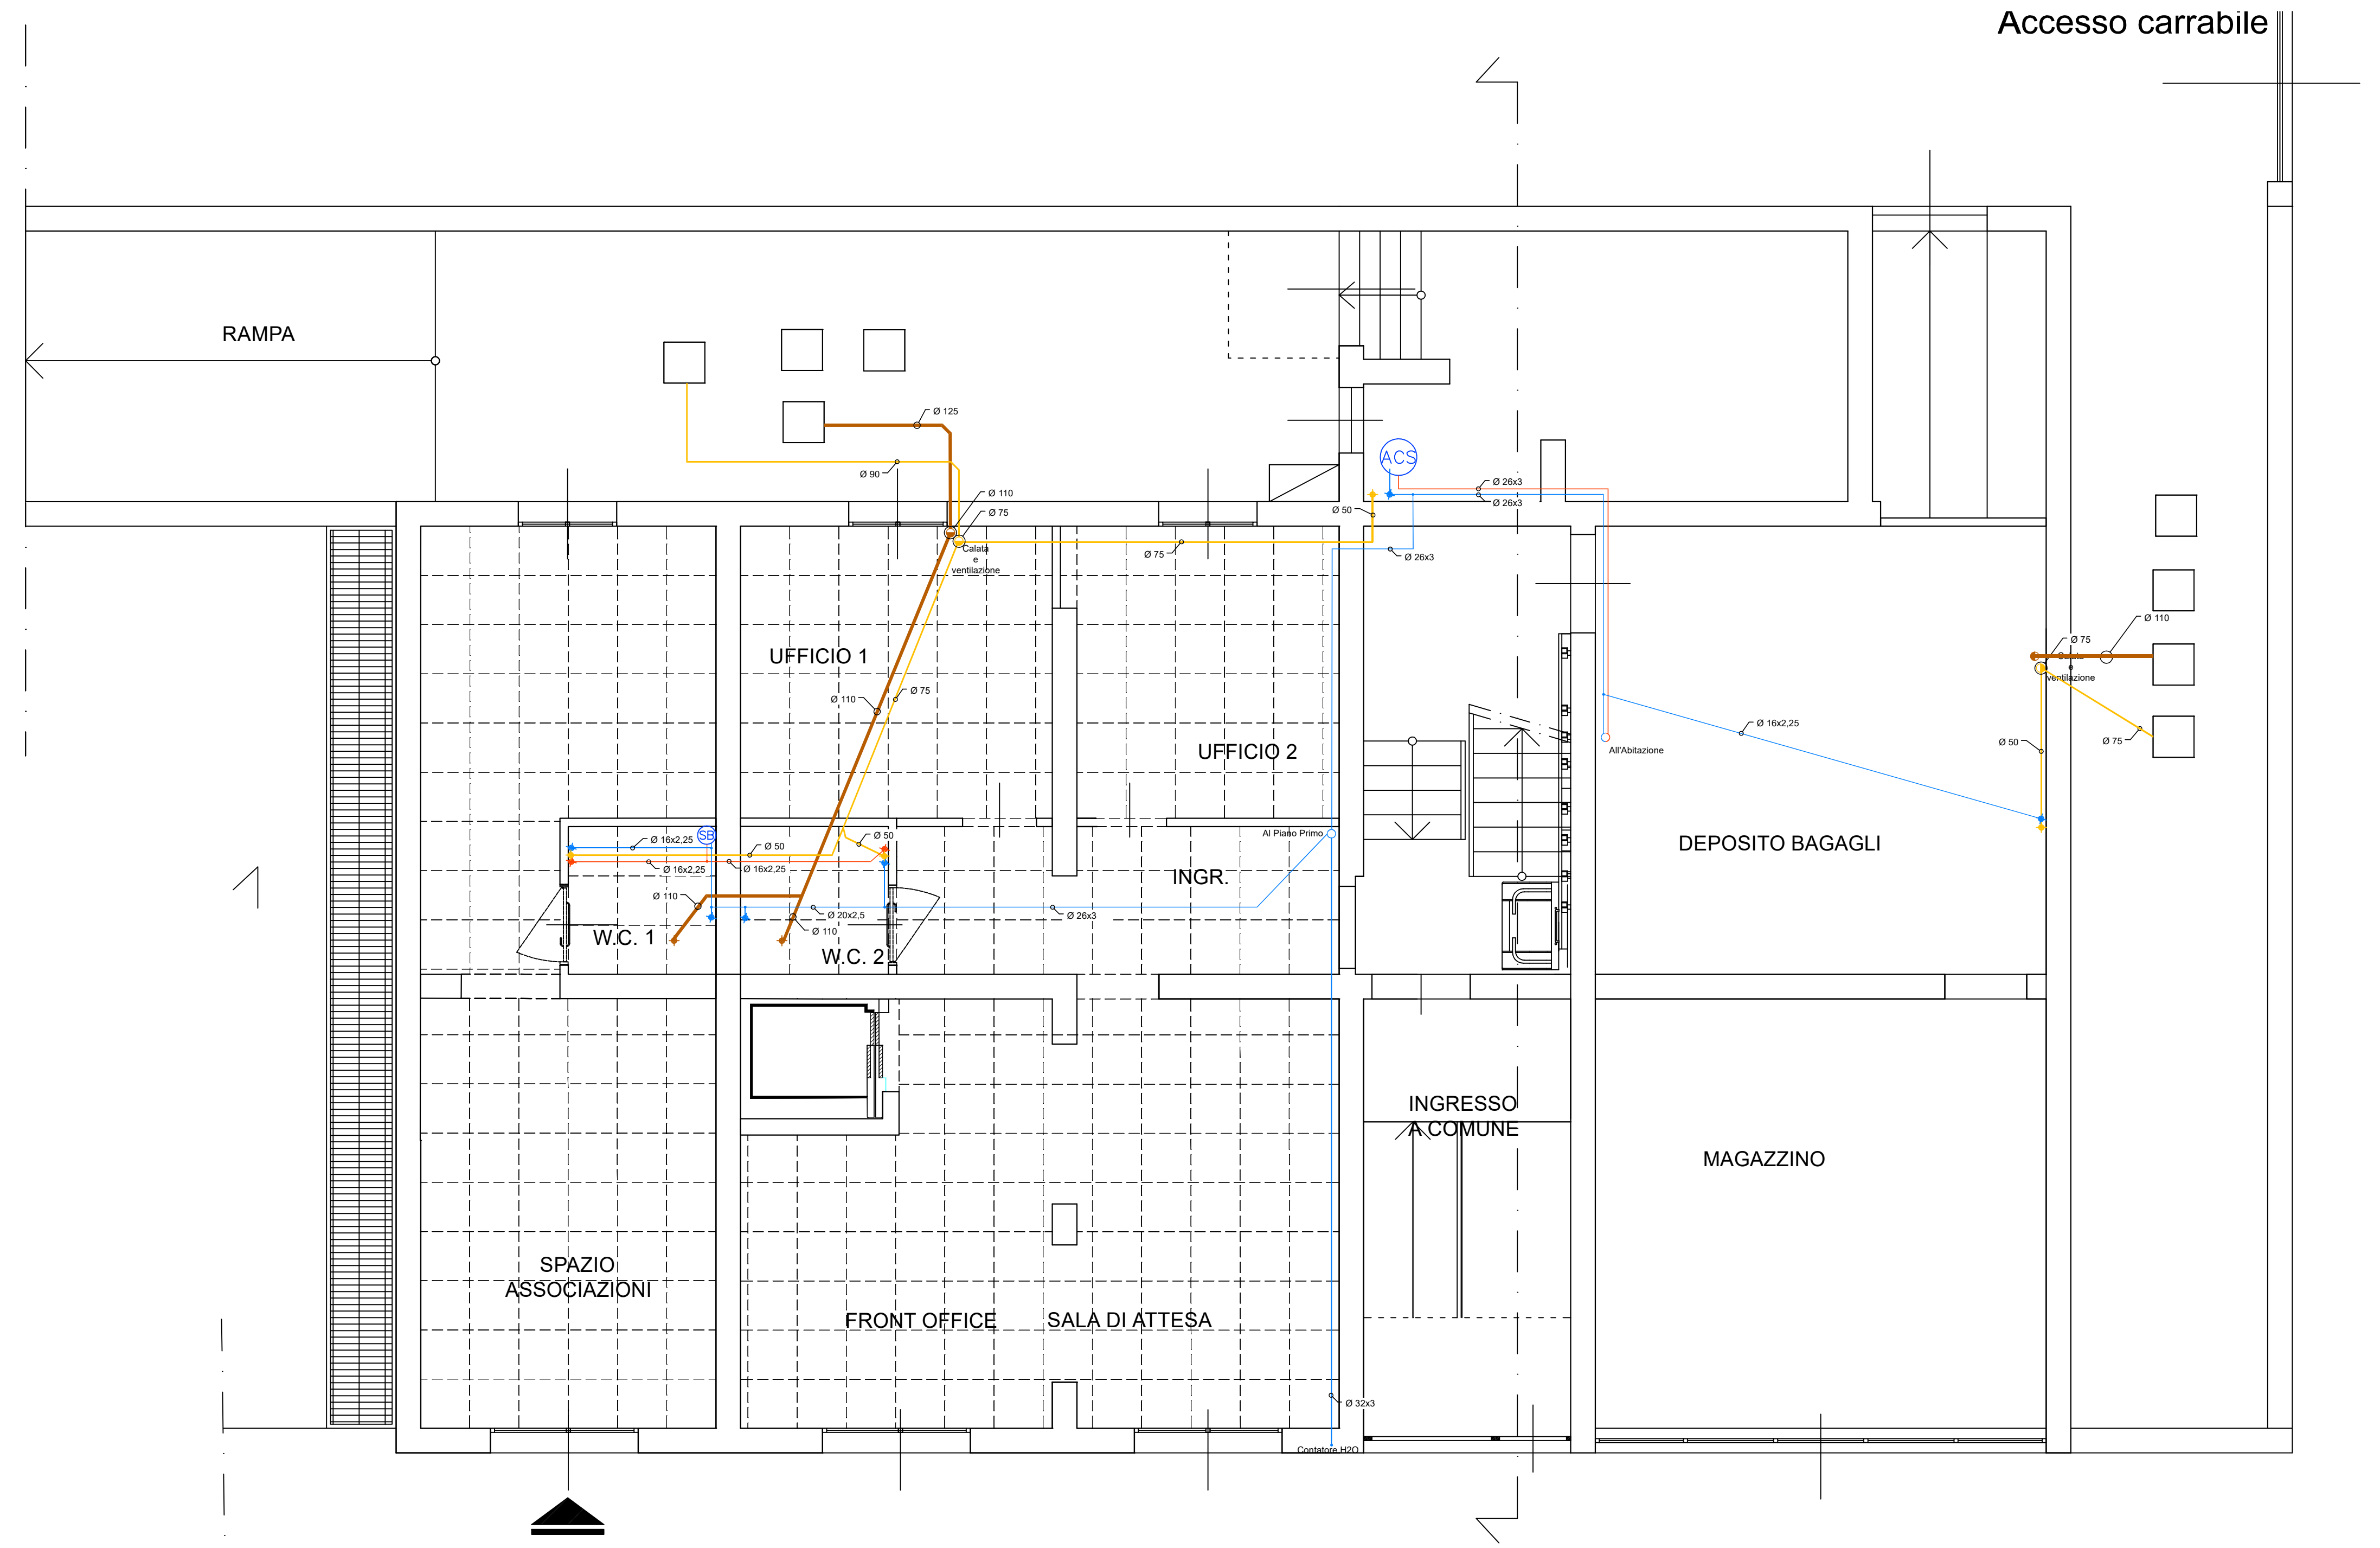 Accesso carrabile
RAMPA
Ø 125
Ø 90
ACS
Ø 26x3
Ø 26x3
Ø 110
Ø 75
Ø 50
Calata
e
ventilazione
Ø 75
Ø 26x3
Ø 110
Ø 75
Calata
e
ventilazione
UFFICIO 1
Ø 75
Ø 110
Ø 16x2,25
Ø 50
Ø 75
UFFICIO 2
All'Abitazione
SB
Ø 16x2,25
Ø 50
Ø 50
Al Piano Primo
DEPOSITO BAGAGLI
Ø 16x2,25
Ø 16x2,25
INGR.
Ø 110
Ø 20x2,5
Ø 26x3
Ø 110
W.C. 1
W.C. 2
INGRESSO
A COMUNE
MAGAZZINO
SPAZIO
ASSOCIAZIONI
FRONT OFFICE
SALA DI ATTESA
Ø 32x3
Contatore H2O